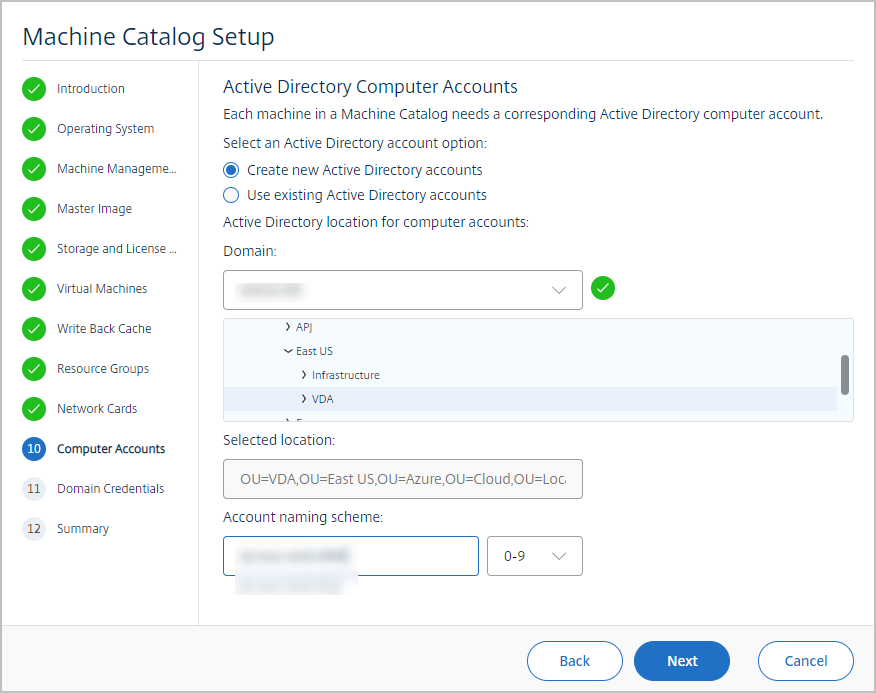 Machine Catalog Setup
Introduction
Operating System
Machine Manageme...
Master Image
Storage and License ...
Virtual Machines
Write Back Cache
Resource Groups
Network Cards
10 Computer Accounts
11 Domain Credentials
12 Summary
Active Directory Computer Accounts
Each machine in a Machine Catalog needs a corresponding Active Directory computer account.
Select an Active Directory account option:
Create new Active Directory accounts
Use existing Active Directory accounts
Active Directory location for computer accounts:
Domain:
APJ
East US
Infrastructure
VDA
Selected location:
OU=VDA,OU=East US,OU=Azure,OU=Cloud,OU=Loc
Account naming scheme:
0-9
Back
Next
Cancel